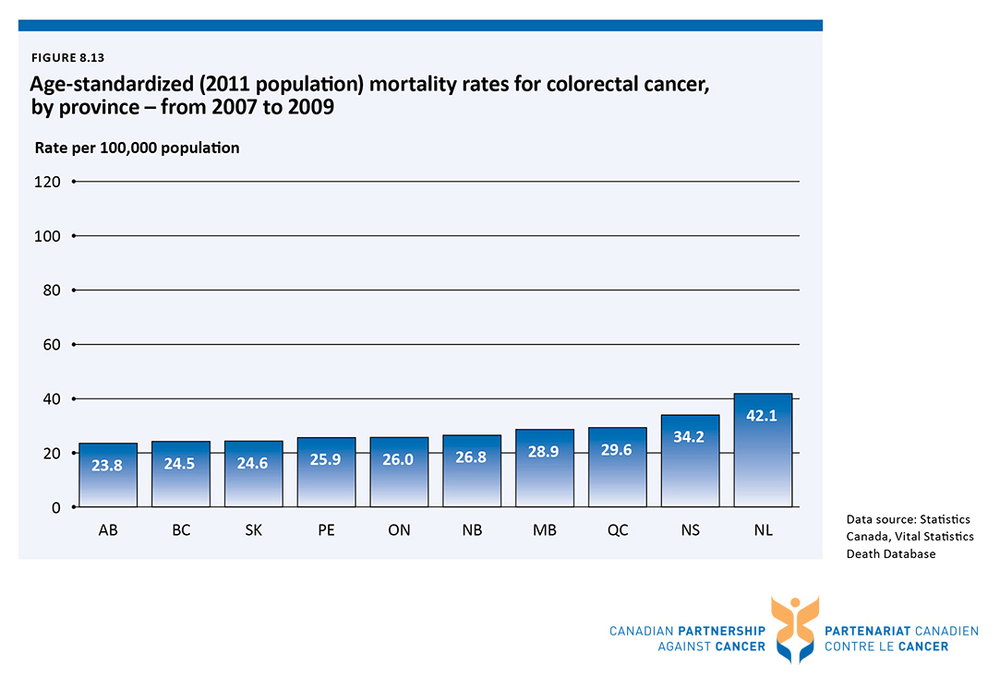 FIGURE 8.13
Age-standardized (2011 population) mortality rates for colorectal cancer,
by province – from 2007 to 2009
Rate per 100,000 population
120
100
80
60
40
20
0
23.8
24.5
24.6
25.9
26.0
26.8
28.9
29.6
34.2
42.1
AB BC SK PE ON NB MB QC NS NL
Data source: Statistics
Canada, Vital Statistics
Death Database
CANADIAN PARTNERSHIP
AGAINST CANCER
PARTENARIAT CANADIEN
CONTRE LE CANCER